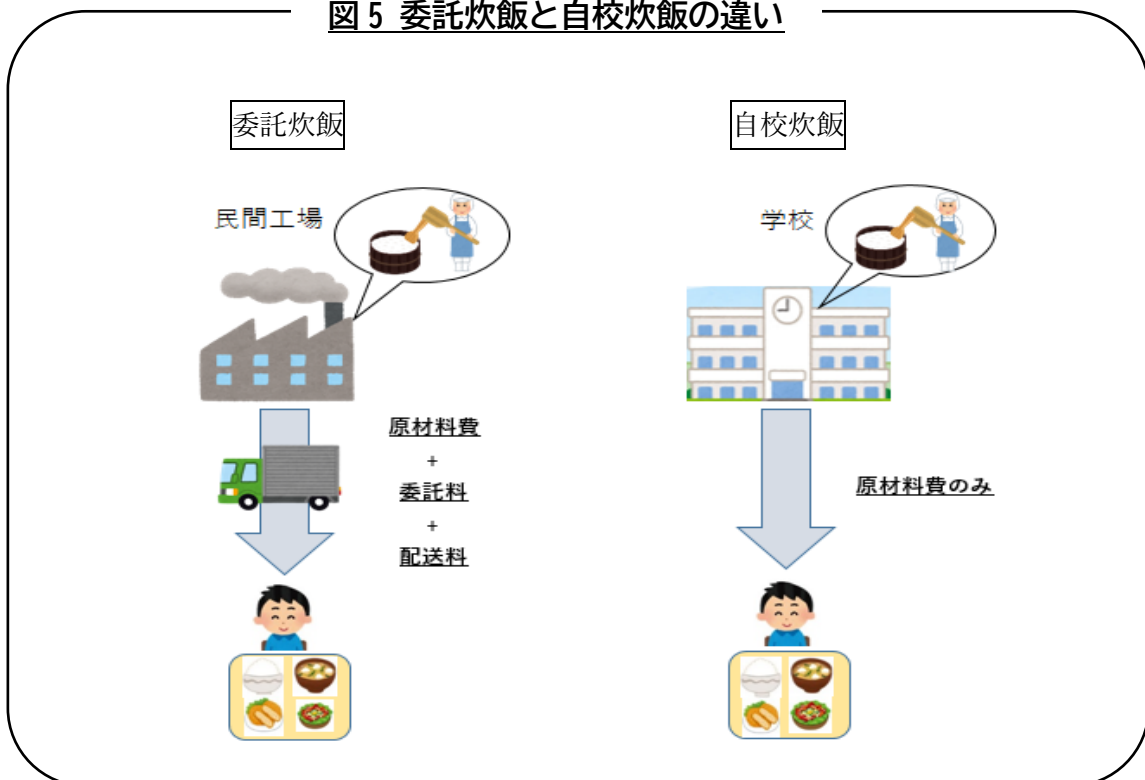 図 5 委託炊飯と自校炊飯の違い
委託炊飯
民間工場
原材料費
+
委託料
+
配送料
自校炊飯
学校
原材料費のみ